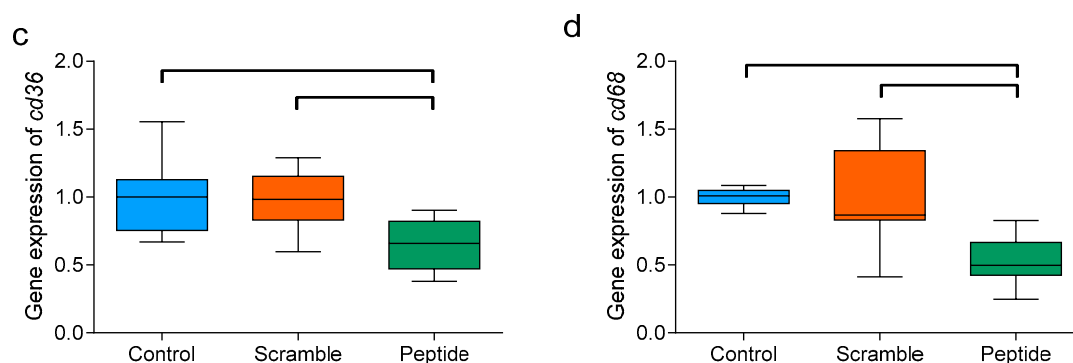 c
Gene expression of cd36
2.0
1.5
1.0
0.5
0.0
Control Scramble Peptide
d
Gene expression of cd68
2.0
1.5
1.0
0.5
0.0
Control Scramble Peptide